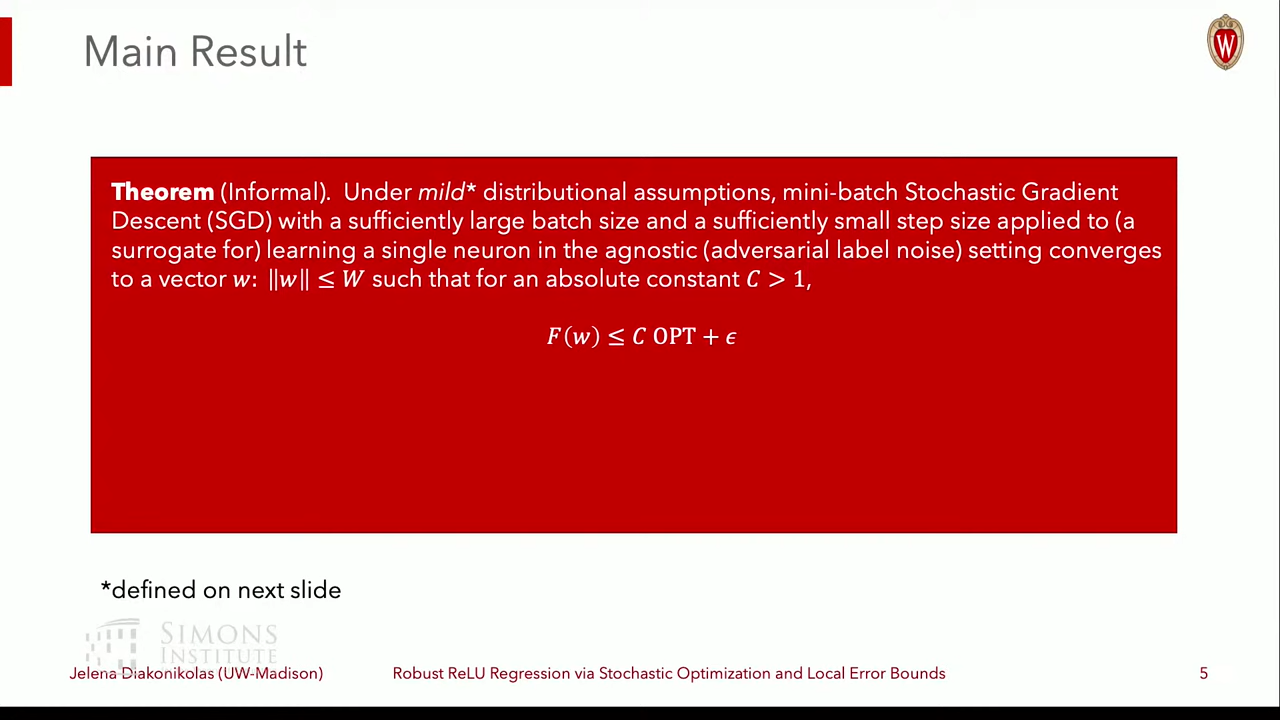 Main Result
W
Theorem (Informal). Under mild* distributional assumptions, mini-batch Stochastic Gradient
Descent (SGD) with a sufficiently large batch size and a sufficiently small step size applied to (a
surrogate for) learning a single neuron in the agnostic (adversarial label noise) setting converges
to a vector w: ‖w‖ ≤ W such that for an absolute constant C > 1,
F(w) ≤ C OPT + ϵ
*defined on next slide
SIMONS
INSTITUTE
Jelena Diakonikolas (UW-Madison)
Robust ReLU Regression via Stochastic Optimization and Local Error Bounds
5